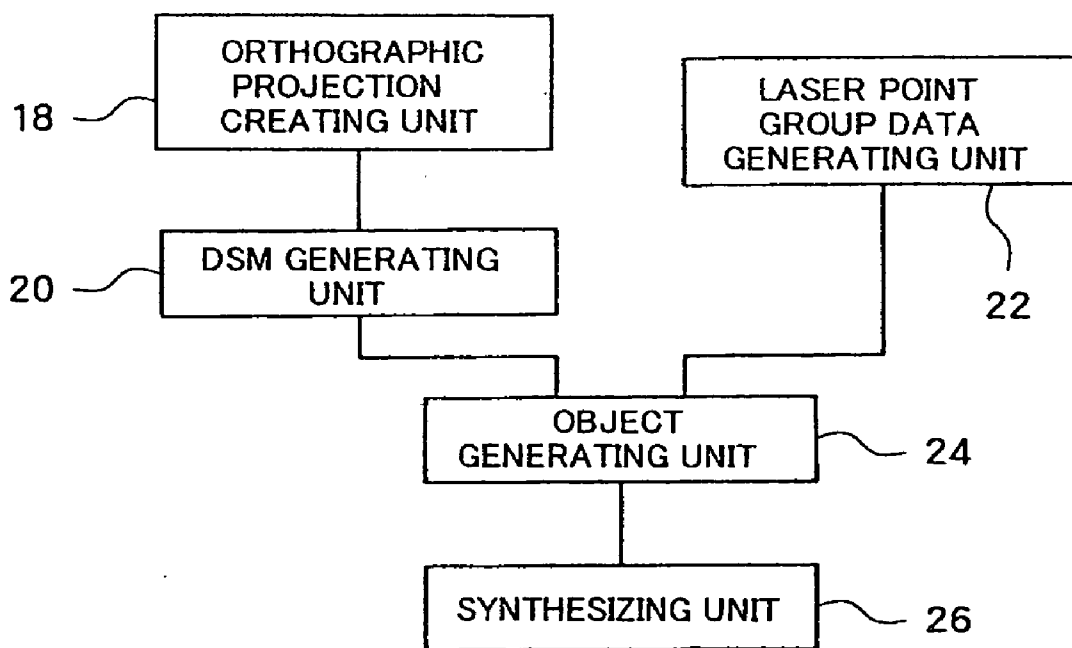 ORTHOGRAPHIC
PROJECTION
CREATING UNIT
18
LASER POINT
GROUP DATA
GENERATING UNIT
22
DSM GENERATING
UNIT
20
OBJECT
GENERATING UNIT
24
SYNTHESIZING UNIT
26